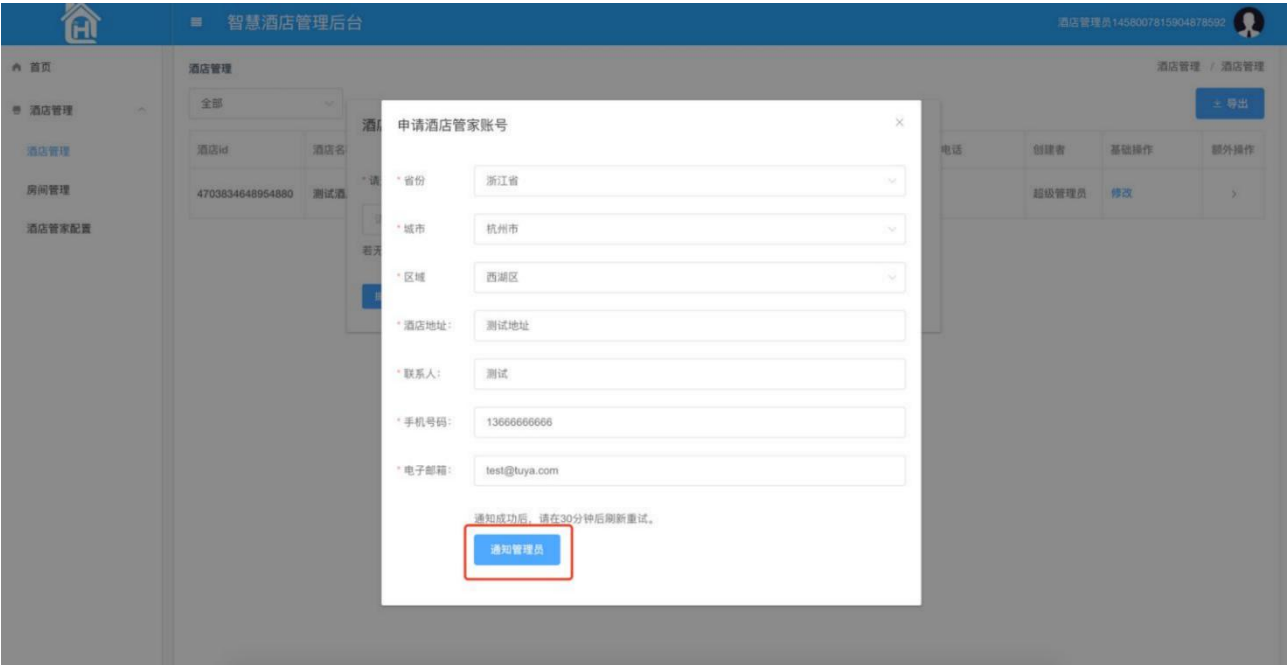 智慧酒店管理后台
酒店管理员1458007815904878592
首页
酒店管理
酒店管理
房间管理
酒店管家配置
酒店管理
酒店管理 / 酒店管理
全部
导出
酒店id 酒店名 电话 创建者 基础操作 额外操作
4703834648954880 测试酒 超级管理员 修改 >
酒店
*请
若无
申请酒店管家账号 ×
* 省份 浙江省
* 城市 杭州市
* 区域 西湖区
* 酒店地址： 测试地址
* 联系人： 测试
* 手机号码： 13666666666
* 电子邮箱： test@tuya.com
通知成功后，请在30分钟后刷新重试。
通知管理员